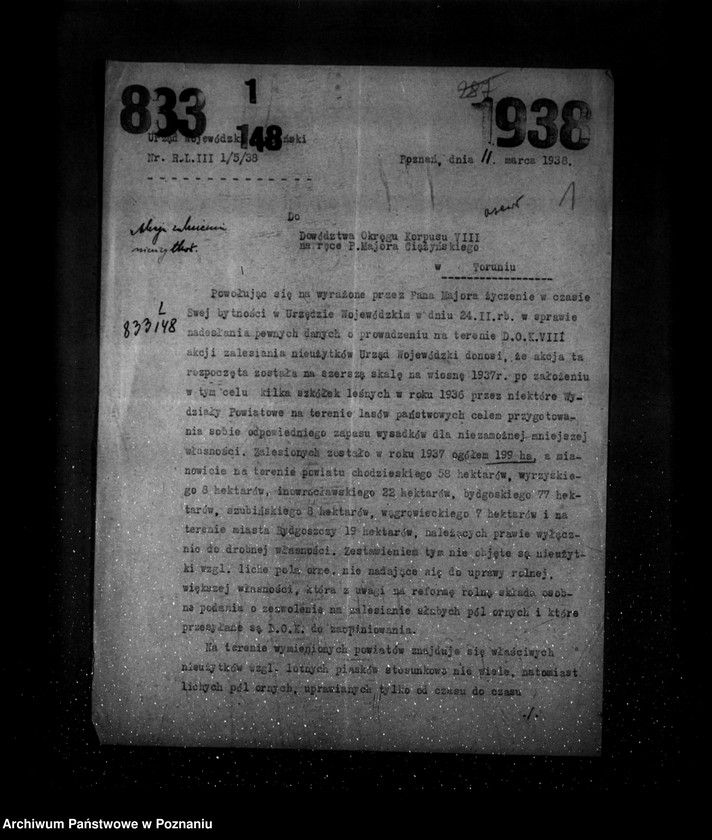 833
1
148
287
1938
Urząd Wojewódzki Poznański
Nr. R.L.III 1/5/38
Poznań, dnia 11. marca 1938.
1
Do
Dowództwa Okręgu Korpusu VIII
na ręce P.Majora Ciężyńskiego
w Toruniu
Akcja zalesienia
L
833/148
Powołując się na wyrażone przez Pana Majora życzenie w czasie
Swej bytności w Urzędzie Wojewódzkim w dniu 24.II.rb. w sprawie
nadesłania pewnych danych o prowadzeniu na terenie D.O.K.VIII
akcji zalesiania nieużytków Urząd Wojewódzki donosi, że akcja ta
rozpoczęta została na szerszą skalę na wiosnę 1937r. po założeniu
w tym celu kilka szkółek leśnych w roku 1936 przez niektóre Wy-
działy Powiatowe na terenie lasów państwowych celem przygotowa-
nia sobie odpowiedniego zapasu wysadków dla niezamożnej mniejszej
własności. Zalesionych zostało w roku 1937 ogółem 199 ha, a mia-
nowicie na terenie powiatu chodzieskiego 58 hektarów, wyrzyskie-
go 8 hektarów, inowrocławskiego 22 hektarów, bydgoskiego 77 hek-
tarów, szubińskiego 8 hektarów, wągrowieckiego 7 hektarów i na
terenie miasta Bydgoszczy 19 hektarów, należących prawie wyłącz-
nie do drobnej własności. Zestawieniem tym nie objęte są nieużyt-
ki wzgl. liche pola orne, nie nadające się do uprawy rolnej,
większej własności, która z uwagi na reformę rolną składa osob-
ne podania o zezwolenie na zalesianie słabych pól ornych i które
przesyłane są D.O.K. do zaopiniowania.
Na terenie wymienionych powiatów znajduje się właściwych
nieużytków wzgl. lotnych piasków stosunkowo nie wiele, natomiast
lichych pól ornych, uprawianych tylko od czasu do czasu
./.
Archiwum Państwowe w Poznaniu